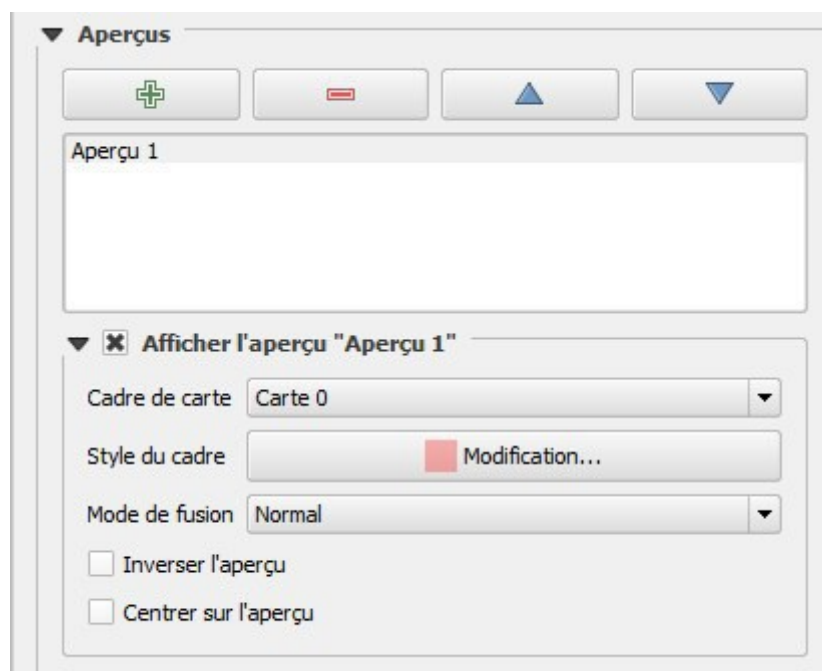 Aperçus
Aperçu 1
Afficher l'aperçu "Aperçu 1"
Cadre de carte Carte 0
Style du cadre Modification...
Mode de fusion Normal
Inverser l'aperçu
Centrer sur l'aperçu